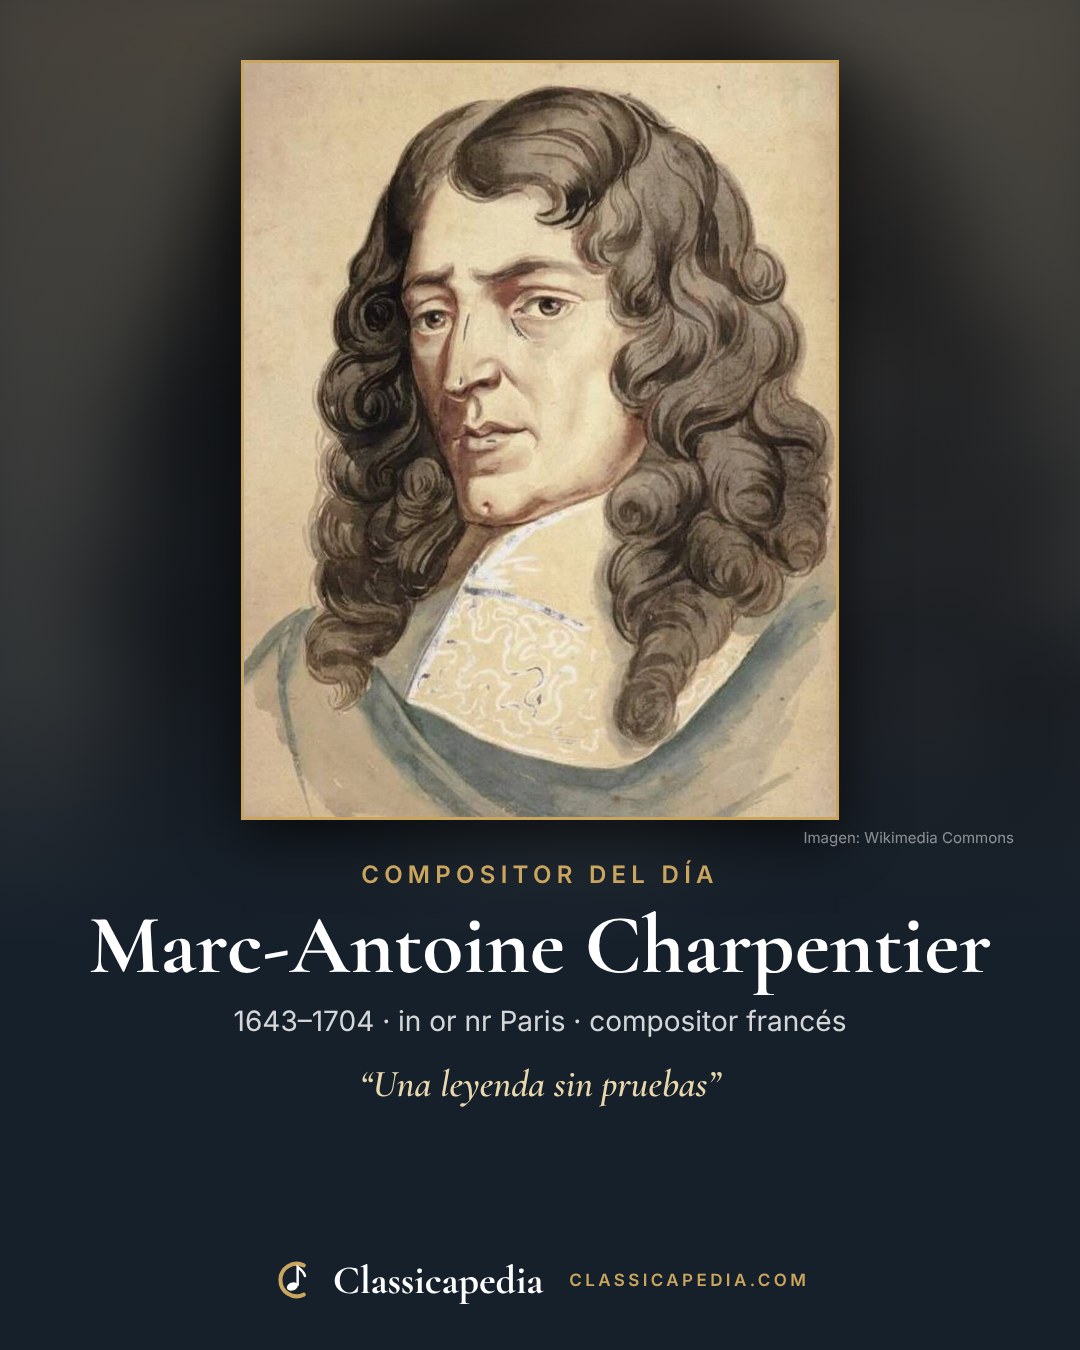 Imagen: Wikimedia Commons
COMPOSITOR DEL DÍA
Marc-Antoine Charpentier
1643–1704 · in or nr Paris · compositor francés
“Una leyenda sin pruebas”
Classicapedia CLASSICAPEDIA.COM